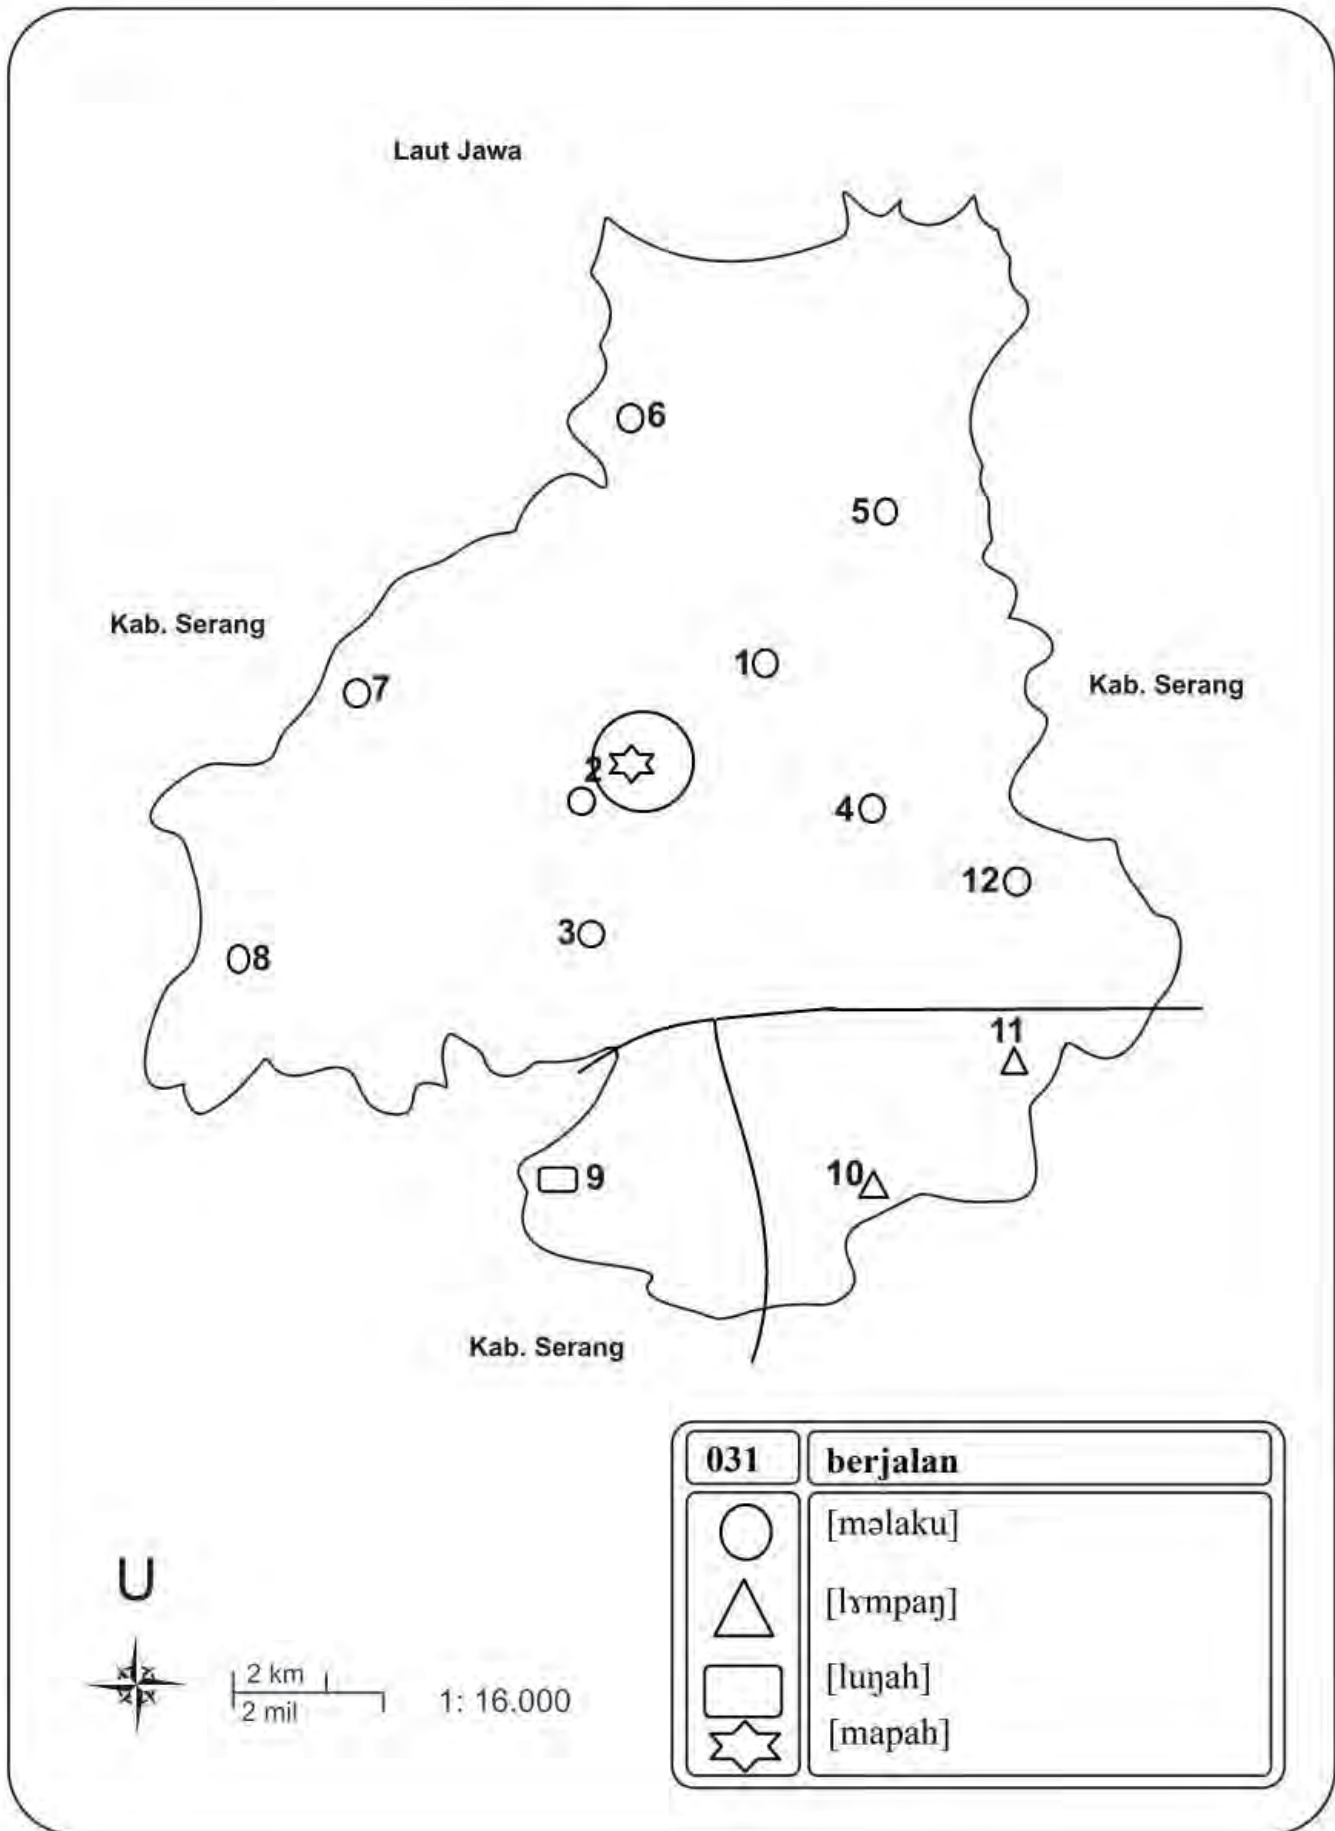 Laut Jawa
6
5
Kab. Serang
1
Kab. Serang
7
2
4
12
3
8
11
9
10
Kab. Serang
031 berjalan
[məlaku]
[lɤmpaŋ]
[luŋah]
[mapah]
U
2 km
2 mil
1: 16.000